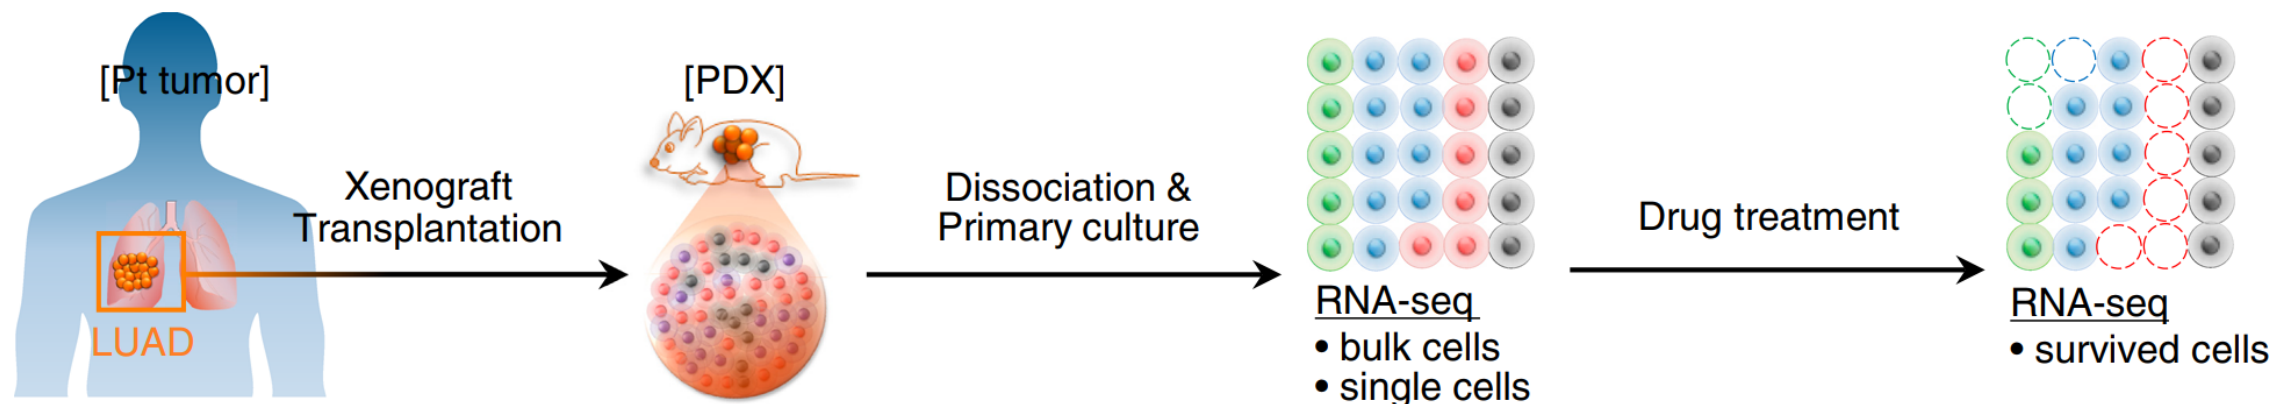 [Pt tumor]
LUAD
Xenograft
Transplantation
[PDX]
Dissociation &
Primary culture
RNA-seq
• bulk cells
• single cells
Drug treatment
RNA-seq
• survived cells